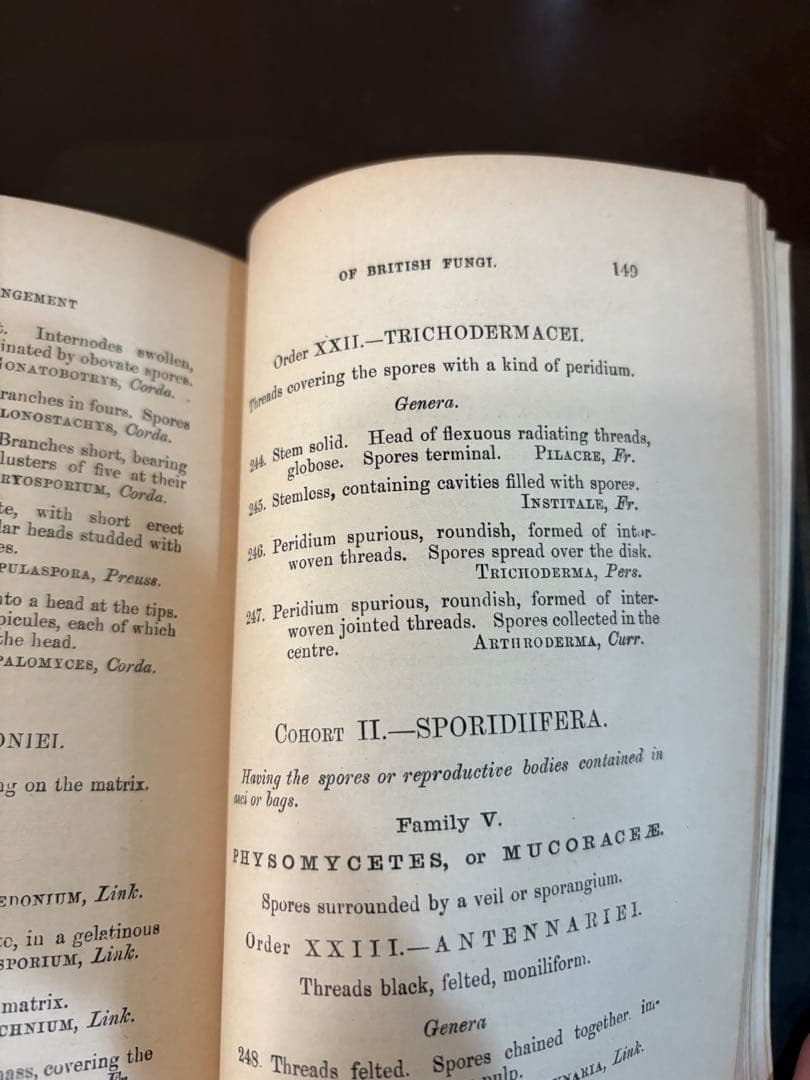 NGEMENT
Internodes swollen,
inated by obovate spores.
ONATOBOTRYS, Corda.
ranches in fours. Spores
LONOSTACHYS, Corda.
Branches short, bearing
lusters of five at their
RYOSPORIUM, Corda.
te, with short erect
lar heads studded with
es.
PULASPORA, Preuss.
to a head at the tips.
picules, each of which
the head.
PALOMYCES, Corda.
ONIEI.
ng on the matrix.
EDONIUM, Link.
in a gelatinous
SPORIUM, Link.
matrix.
CHNIUM, Link.
ass, covering the
Fr.
OF BRITISH FUNGI. 149
Order XXII.—TRICHODERMACEI.
Threads covering the spores with a kind of peridium.
Genera.
244. Stem solid. Head of flexuous radiating threads,
globose. Spores terminal. PILACRE, Fr.
245. Stemless, containing cavities filled with spores.
INSTITALE, Fr.
246. Peridium spurious, roundish, formed of inter-
woven threads. Spores spread over the disk.
TRICHODERMA, Pers.
247. Peridium spurious, roundish, formed of inter-
woven jointed threads. Spores collected in the
centre. ARTHRODERMA, Curr.
COHORT II.—SPORIDIIFERA.
Having the spores or reproductive bodies contained in
asci or bags.
Family V.
PHYSOMYCETES, or MUCORACEÆ.
Spores surrounded by a veil or sporangium.
Order XXIII.—ANTENNARIEI.
Threads black, felted, moniliform.
Genera
248. Threads felted. Spores chained together im-
pulp. NARIA, Link.